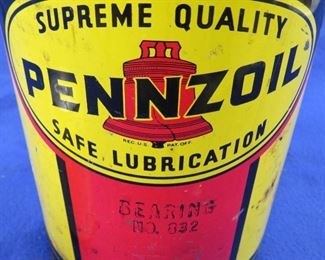 SUPREME QUALITY
PENNZOIL
REG. U.S. PAT. OFF.
SAFE LUBRICATION
BEARING
NO. 832